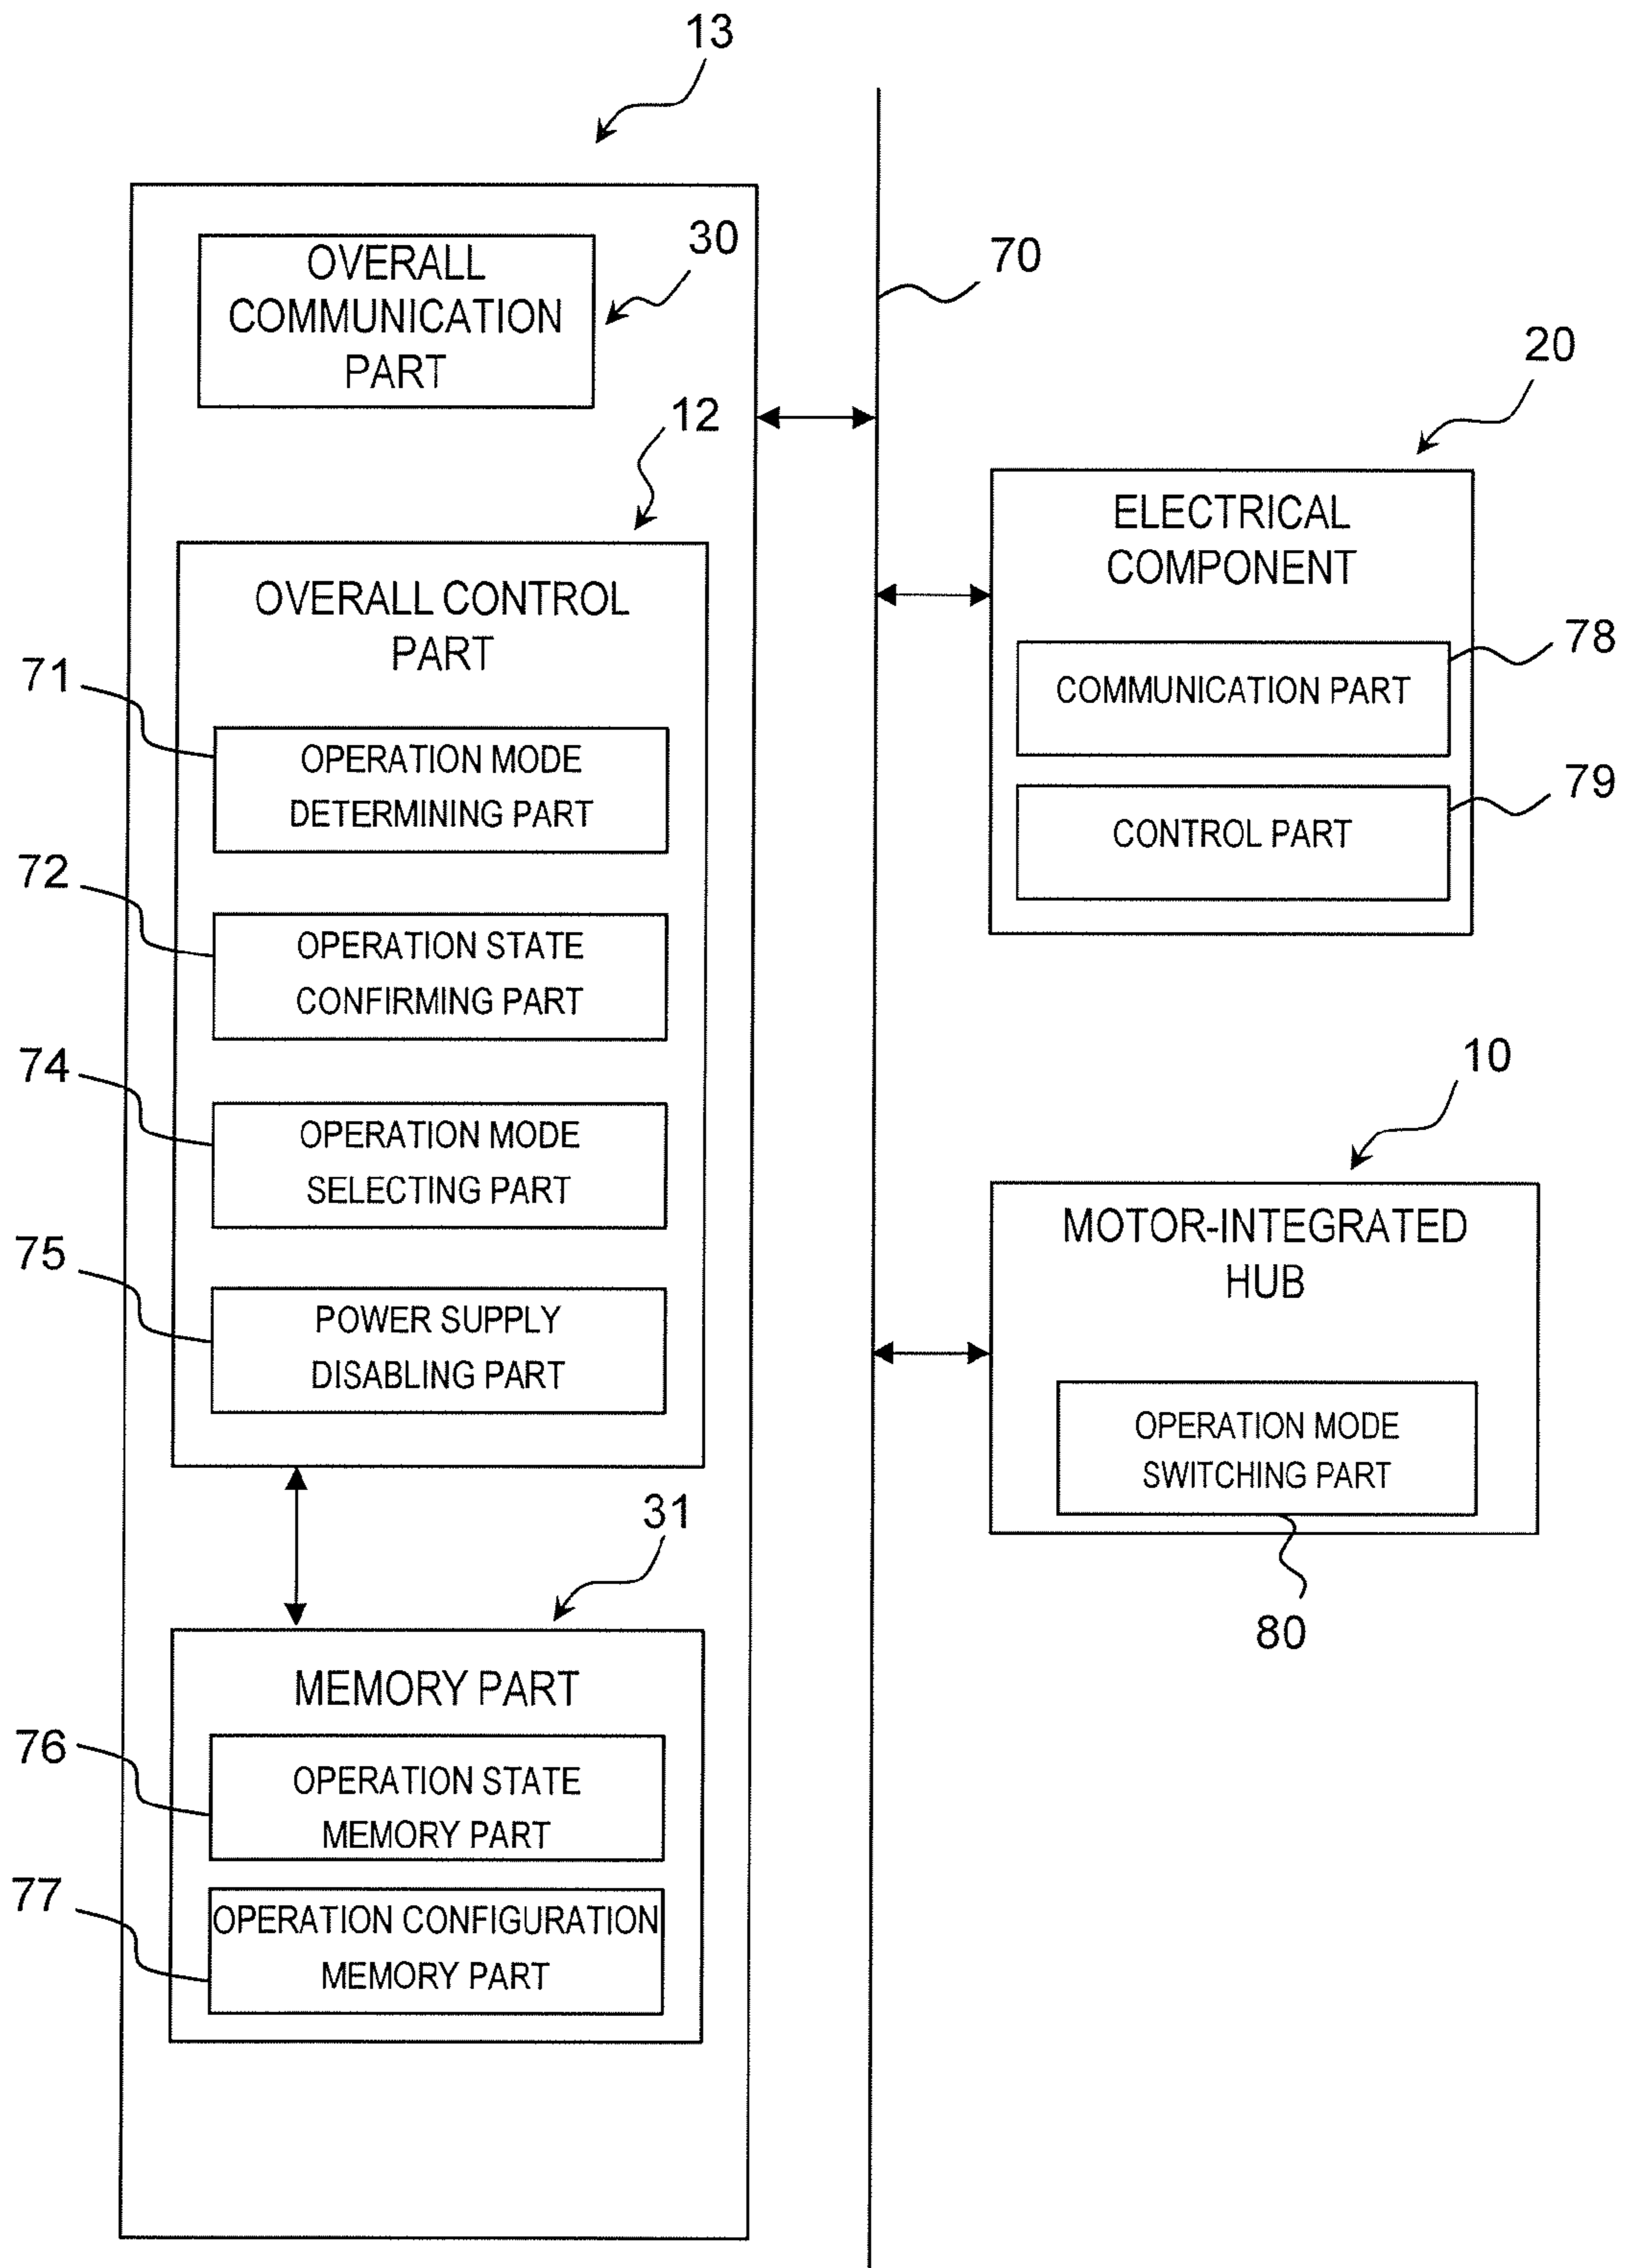 13
OVERALL
COMMUNICATION
PART
30
70
20
12
ELECTRICAL
COMPONENT
OVERALL CONTROL
PART
78
COMMUNICATION PART
71
OPERATION MODE
DETERMINING PART
79
CONTROL PART
72
OPERATION STATE
CONFIRMING PART
10
74
OPERATION MODE
SELECTING PART
MOTOR-INTEGRATED
HUB
75
POWER SUPPLY
DISABLING PART
OPERATION MODE
SWITCHING PART
31
80
MEMORY PART
76
OPERATION STATE
MEMORY PART
77
OPERATION CONFIGURATION
MEMORY PART